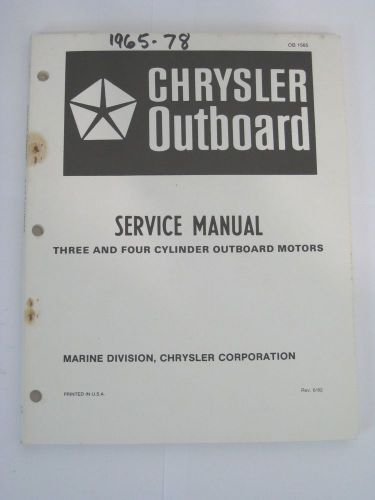 1965-78
OB 1565
CHRYSLER
Outboard
SERVICE MANUAL
THREE AND FOUR CYLINDER OUTBOARD MOTORS
MARINE DIVISION, CHRYSLER CORPORATION
PRINTED IN U.S.A.
Rev. 6/82